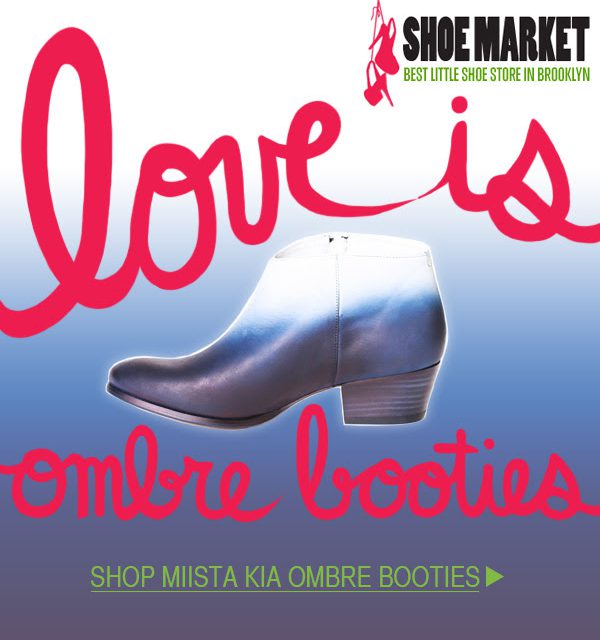 SHOE MARKET
BEST LITTLE SHOE STORE IN BROOKLYN
love is
ombre booties
SHOP MIISTA KIA OMBRE BOOTIES